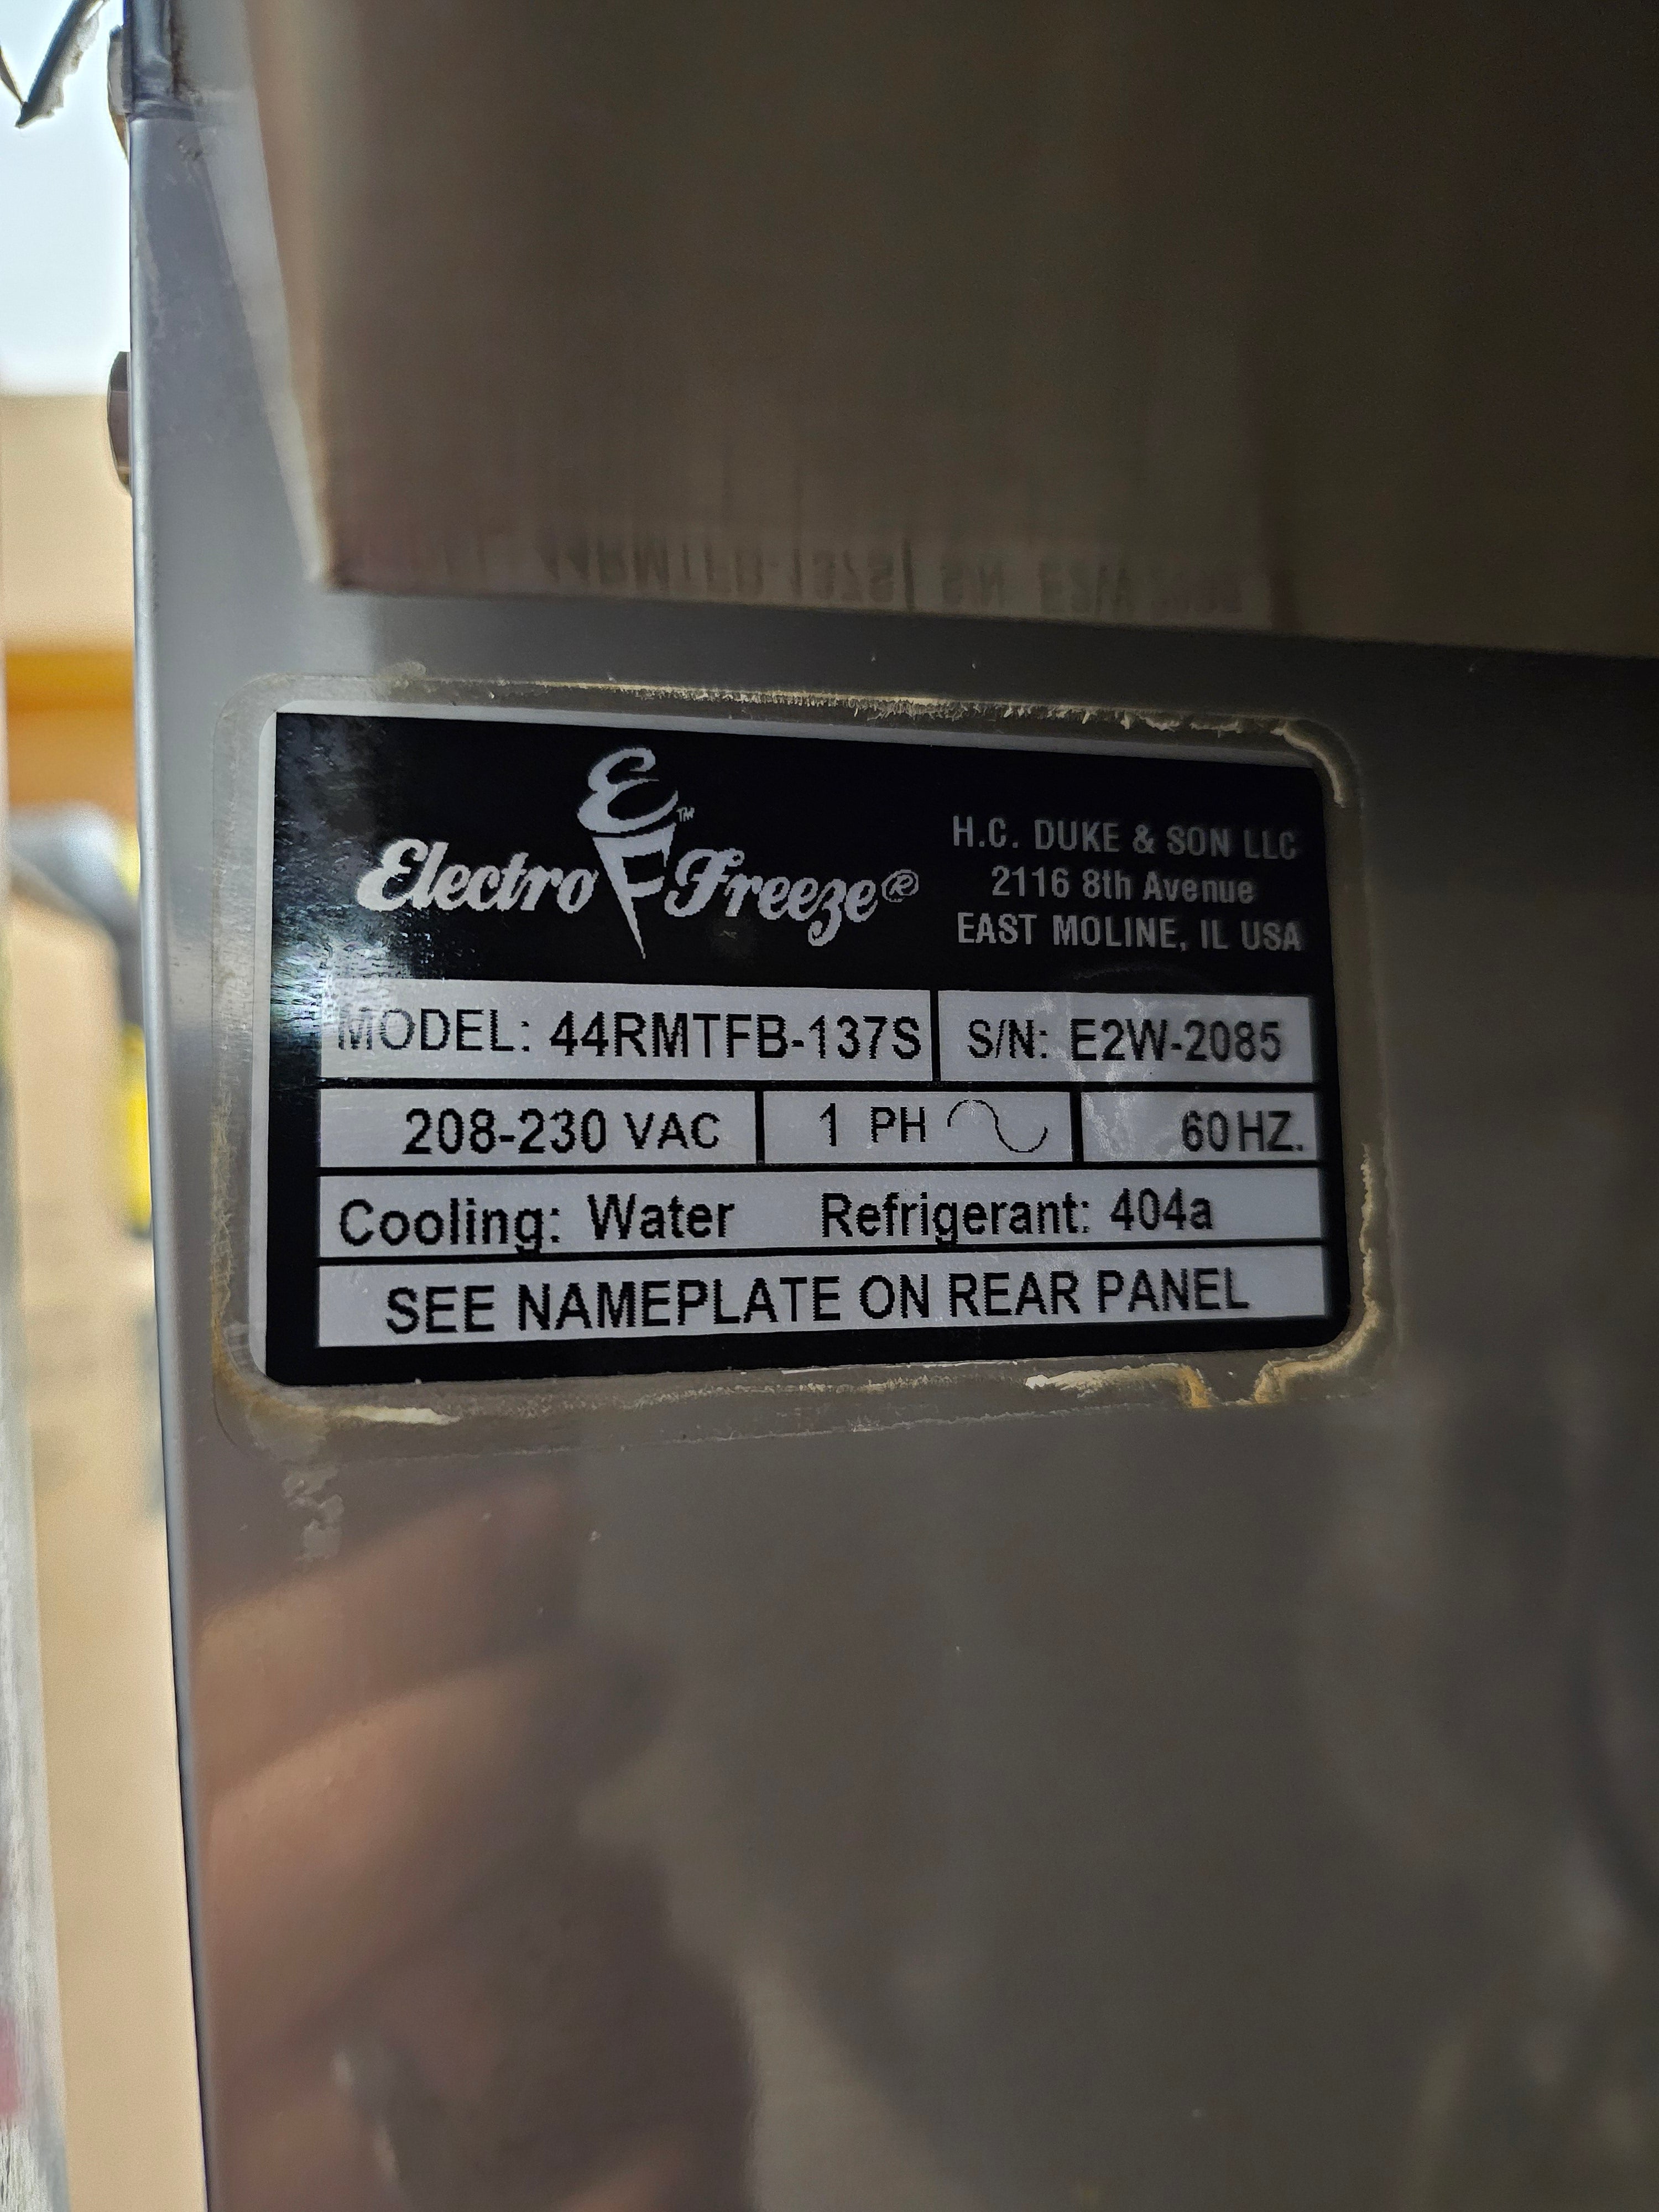 E™
Electro F Freeze®
H.C. DUKE & SON LLC
2116 8th Avenue
EAST MOLINE, IL USA
MODEL: 44RMTFB-137S S/N: E2W-2085
208-230 VAC 1 PH 60 HZ.
Cooling: Water Refrigerant: 404a
SEE NAMEPLATE ON REAR PANEL